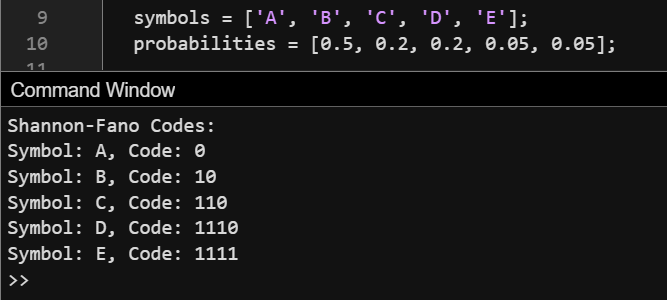 9 symbols = ['A', 'B', 'C', 'D', 'E'];
10 probabilities = [0.5, 0.2, 0.2, 0.05, 0.05];
11
Command Window
Shannon-Fano Codes:
Symbol: A, Code: 0
Symbol: B, Code: 10
Symbol: C, Code: 110
Symbol: D, Code: 1110
Symbol: E, Code: 1111
>>